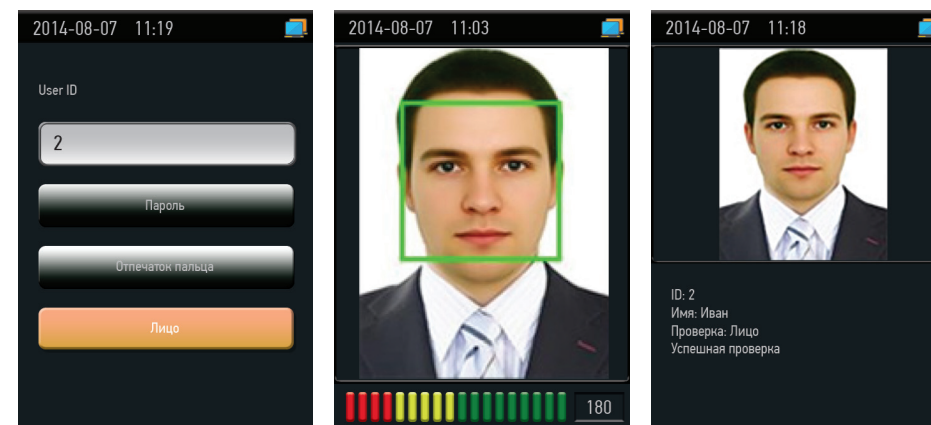 2014-08-07 11:19
User ID
2
Пароль
Отпечаток пальца
Лицо
2014-08-07 11:03
180
2014-08-07 11:18
ID: 2
Имя: Иван
Проверка: Лицо
Успешная проверка